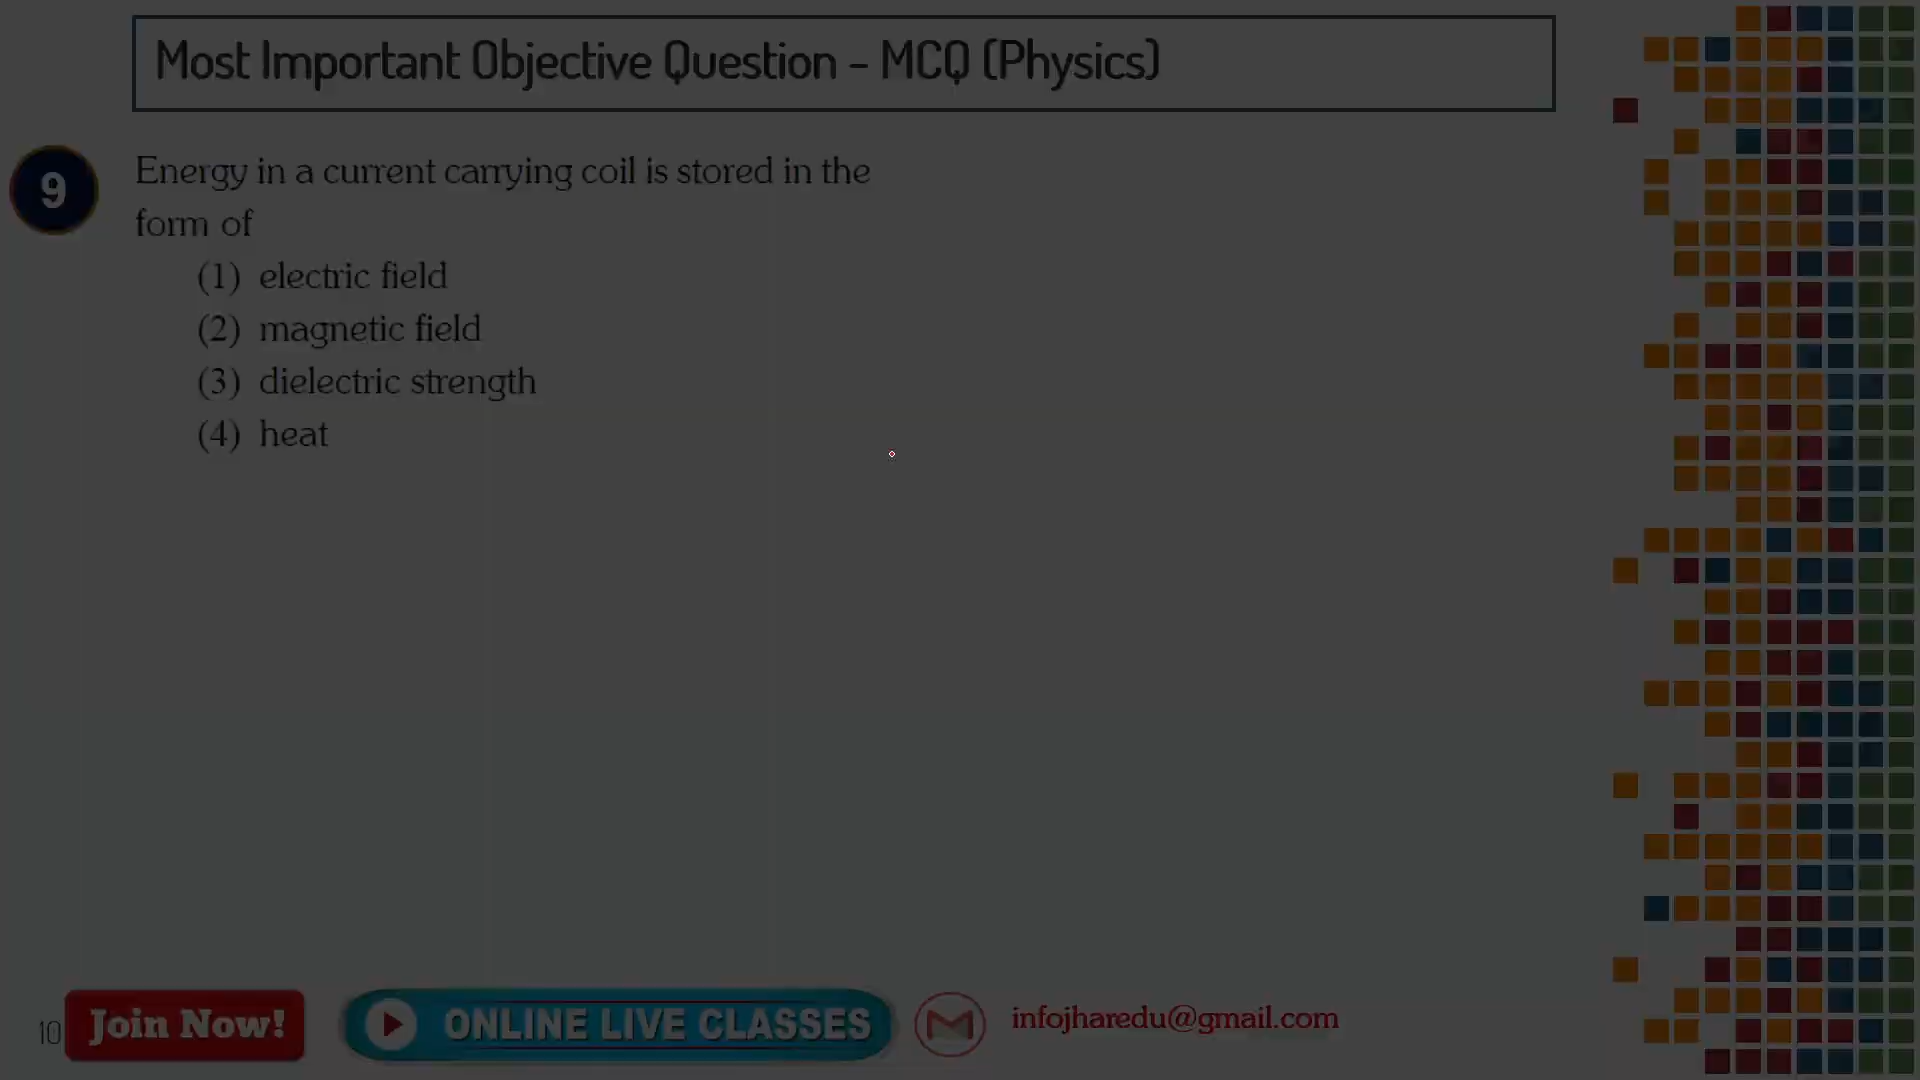 Most Important Objective Question – MCQ (Physics)
9
Energy in a current carrying coil is stored in the
form of
(1) electric field
(2) magnetic field
(3) dielectric strength
(4) heat
10
Join Now!
ONLINE LIVE CLASSES
infojharedu@gmail.com